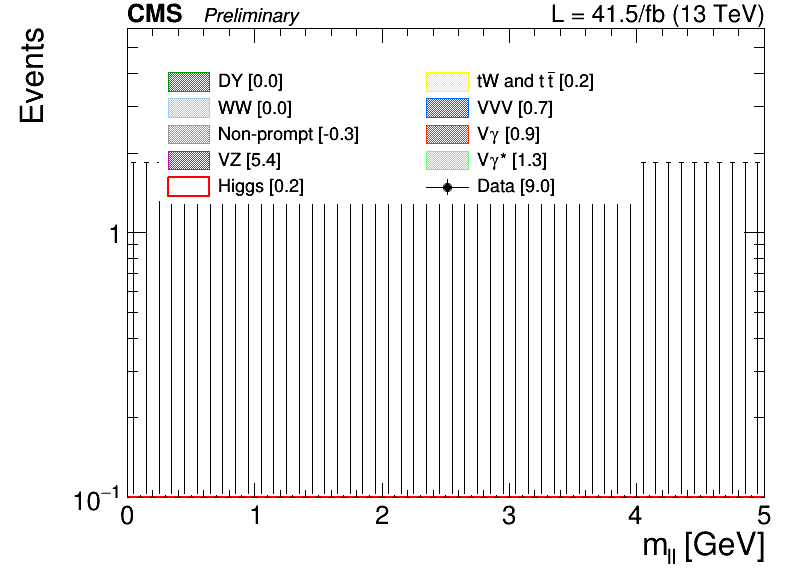 CMS Preliminary L = 41.5/fb (13 TeV)
Events
DY [0.0] tW and tt̅ [0.2]
WW [0.0] VVV [0.7]
Non-prompt [-0.3] Vγ [0.9]
VZ [5.4] Vγ* [1.3]
Higgs [0.2] Data [9.0]
1
10⁻¹
0 1 2 3 4 5
m_ll [GeV]